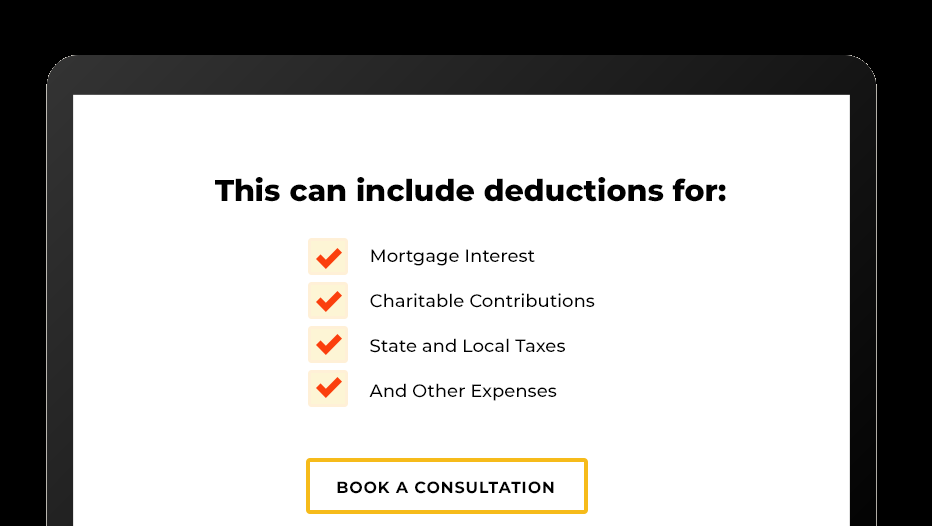 This can include deductions for:
Mortgage Interest
Charitable Contributions
State and Local Taxes
And Other Expenses
BOOK A CONSULTATION